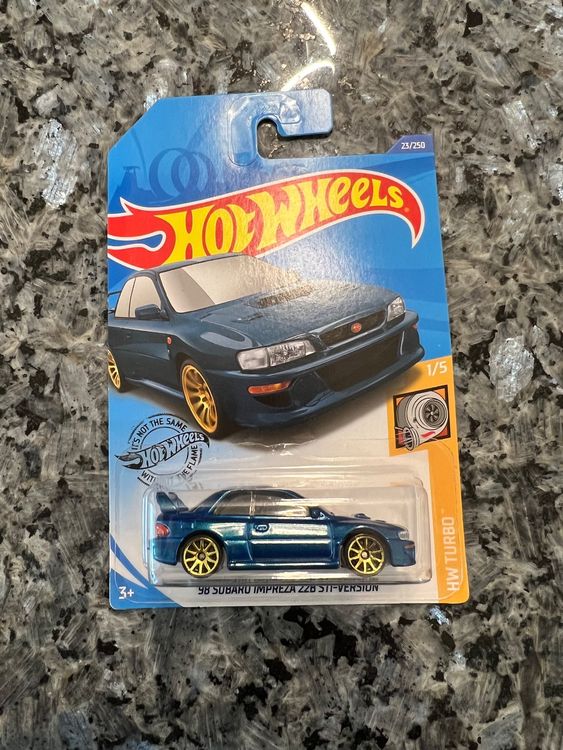 23/250
HOT WHEELS
1/5
IT'S NOT THE SAME
HOT WHEELS
WITHOUT THE FLAME
HW TURBO™
98 SUBARU IMPREZA 22B STI-VERSION
3+